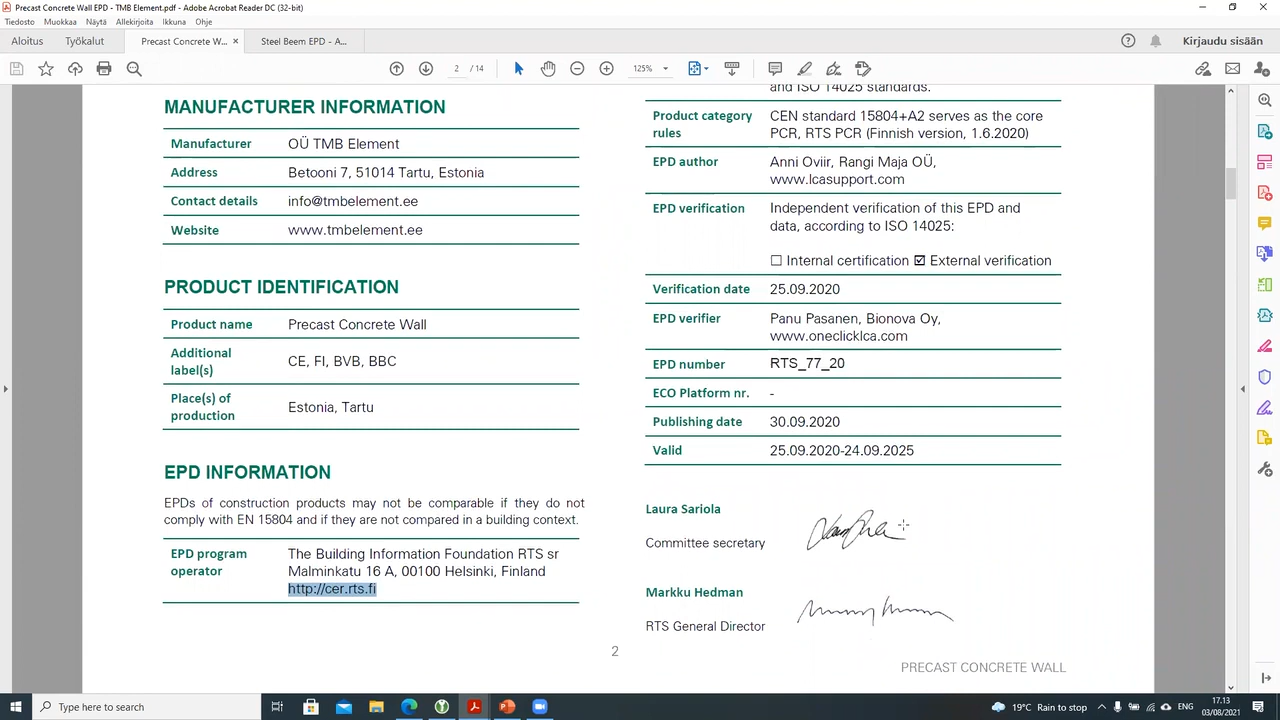 Precast Concrete Wall EPD - TMB Element.pdf - Adobe Acrobat Reader DC (32-bit)
Tiedosto Muokkaa Näytä Allekirjoita Ikkuna Ohje
Aloitus Työkalut Precast Concrete W... × Steel Beem EPD - A... Kirjaudu sisään
2 / 14 125%
MANUFACTURER INFORMATION
Manufacturer OÜ TMB Element
Address Betooni 7, 51014 Tartu, Estonia
Contact details info@tmbelement.ee
Website www.tmbelement.ee
PRODUCT IDENTIFICATION
Product name Precast Concrete Wall
Additional
label(s) CE, FI, BVB, BBC
Place(s) of
production Estonia, Tartu
EPD INFORMATION
EPDs of construction products may not be comparable if they do not
comply with EN 15804 and if they are not compared in a building context.
EPD program The Building Information Foundation RTS sr
operator Malminkatu 16 A, 00100 Helsinki, Finland
http://cer.rts.fi
and ISO 14025 standards.
Product category CEN standard 15804+A2 serves as the core
rules PCR, RTS PCR (Finnish version, 1.6.2020)
EPD author Anni Oviir, Rangi Maja OÜ,
www.lcasupport.com
EPD verification Independent verification of this EPD and
data, according to ISO 14025:
☐ Internal certification ☑ External verification
Verification date 25.09.2020
EPD verifier Panu Pasanen, Bionova Oy,
www.oneclicklca.com
EPD number RTS_77_20
ECO Platform nr. -
Publishing date 30.09.2020
Valid 25.09.2020-24.09.2025
Laura Sariola
Committee secretary
Markku Hedman
RTS General Director
2
PRECAST CONCRETE WALL
Type here to search
19°C Rain to stop ENG 17.13
03/08/2021